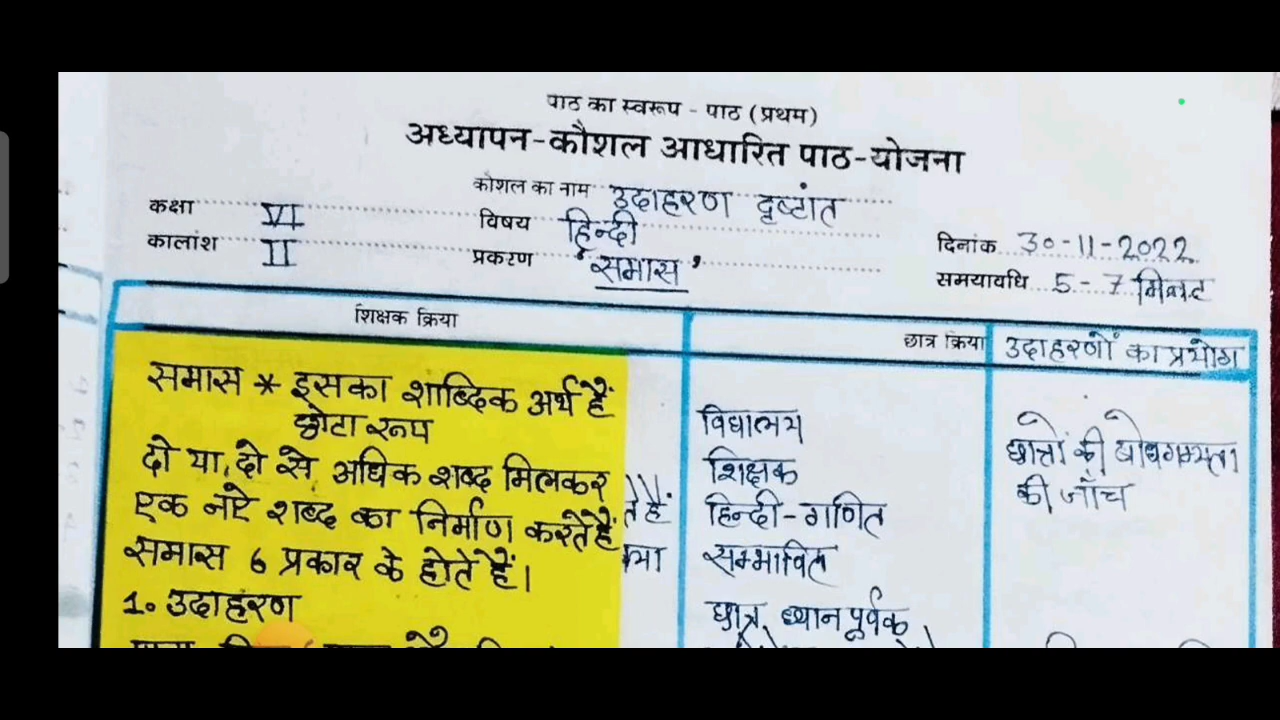 पाठ का स्वरूप - पाठ (प्रथम)
अध्यापन-कौशल आधारित पाठ-योजना
कौशल का नाम उदाहरण दृष्टांत
कक्षा VI विषय हिन्दी दिनांक 30-11-2022
कालांश II प्रकरण 'समास' समयावधि 5-7 मिनट
शिक्षक क्रिया
छात्र क्रिया
उदाहरणों का प्रयोग
समास * इसका शाब्दिक अर्थ हैं
छोटा रूप
दो या, दो से अधिक शब्द मिलकर
एक नऐ शब्द का निर्माण करते हैं
समास 6 प्रकार के होते हैं।
1. उदाहरण
ते हैं
विद्यालय
शिक्षक
हिन्दी-गणित
सम्भावित
छात्र, ध्यान पूर्वक
छात्रों की बोधगम्यता
की जाँच